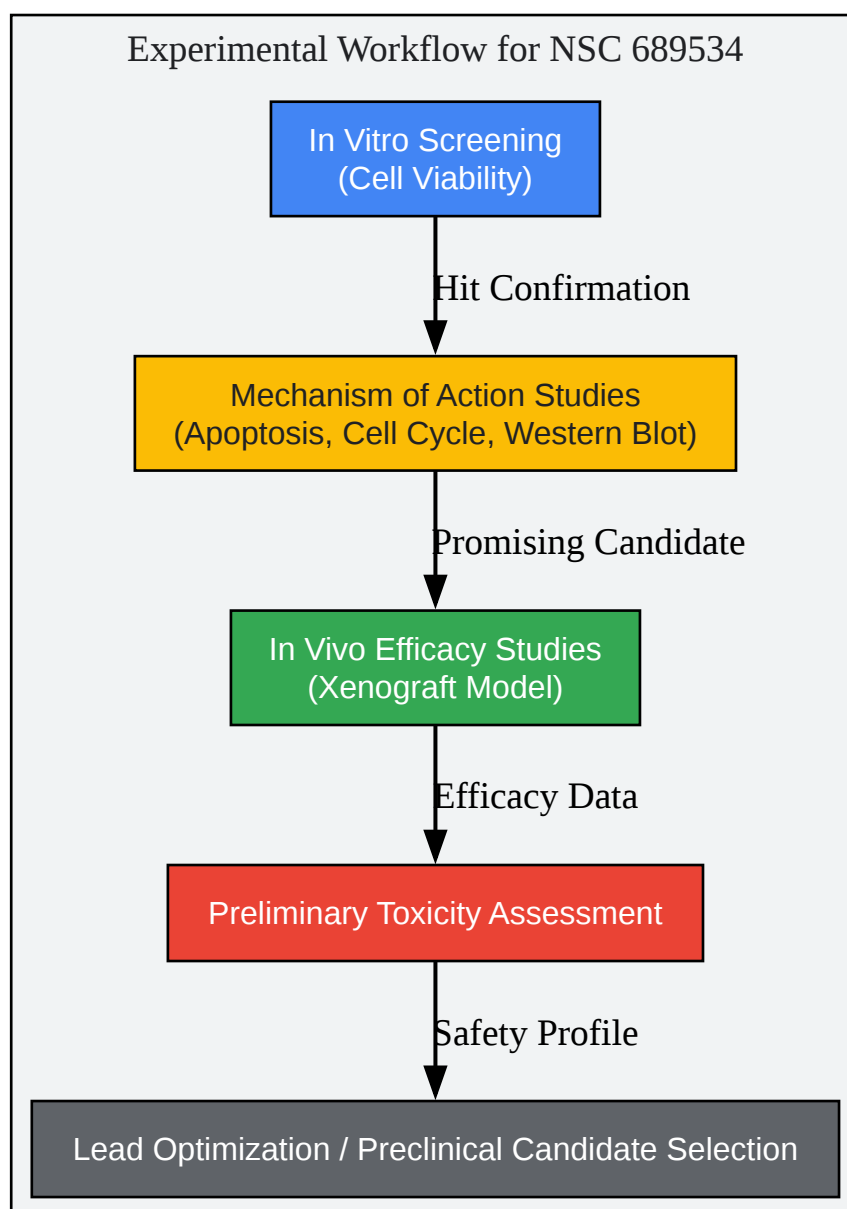 Experimental Workflow for NSC 689534
In Vitro Screening
(Cell Viability)
Hit Confirmation
Mechanism of Action Studies
(Apoptosis, Cell Cycle, Western Blot)
Promising Candidate
In Vivo Efficacy Studies
(Xenograft Model)
Efficacy Data
Preliminary Toxicity Assessment
Safety Profile
Lead Optimization / Preclinical Candidate Selection